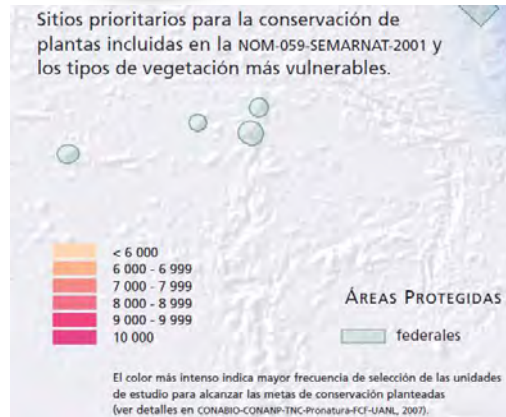 Sitios prioritarios para la conservación de
plantas incluidas en la NOM-059-SEMARNAT-2001 y
los tipos de vegetación más vulnerables.
< 6 000
6 000 - 6 999
7 000 - 7 999
8 000 - 8 999
9 000 - 9 999
10 000
ÁREAS PROTEGIDAS
federales
El color más intenso indica mayor frecuencia de selección de las unidades
de estudio para alcanzar las metas de conservación planteadas
(ver detalles en CONABIO-CONANP-TNC-Pronatura-FCF-UANL, 2007).